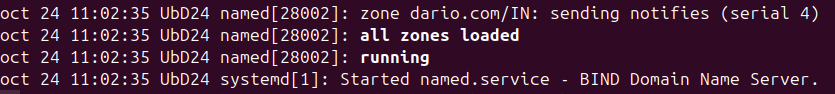 oct 24 11:02:35 UbD24 named[28002]: zone dario.com/IN: sending notifies (serial 4)
oct 24 11:02:35 UbD24 named[28002]: all zones loaded
oct 24 11:02:35 UbD24 named[28002]: running
oct 24 11:02:35 UbD24 systemd[1]: Started named.service - BIND Domain Name Server.